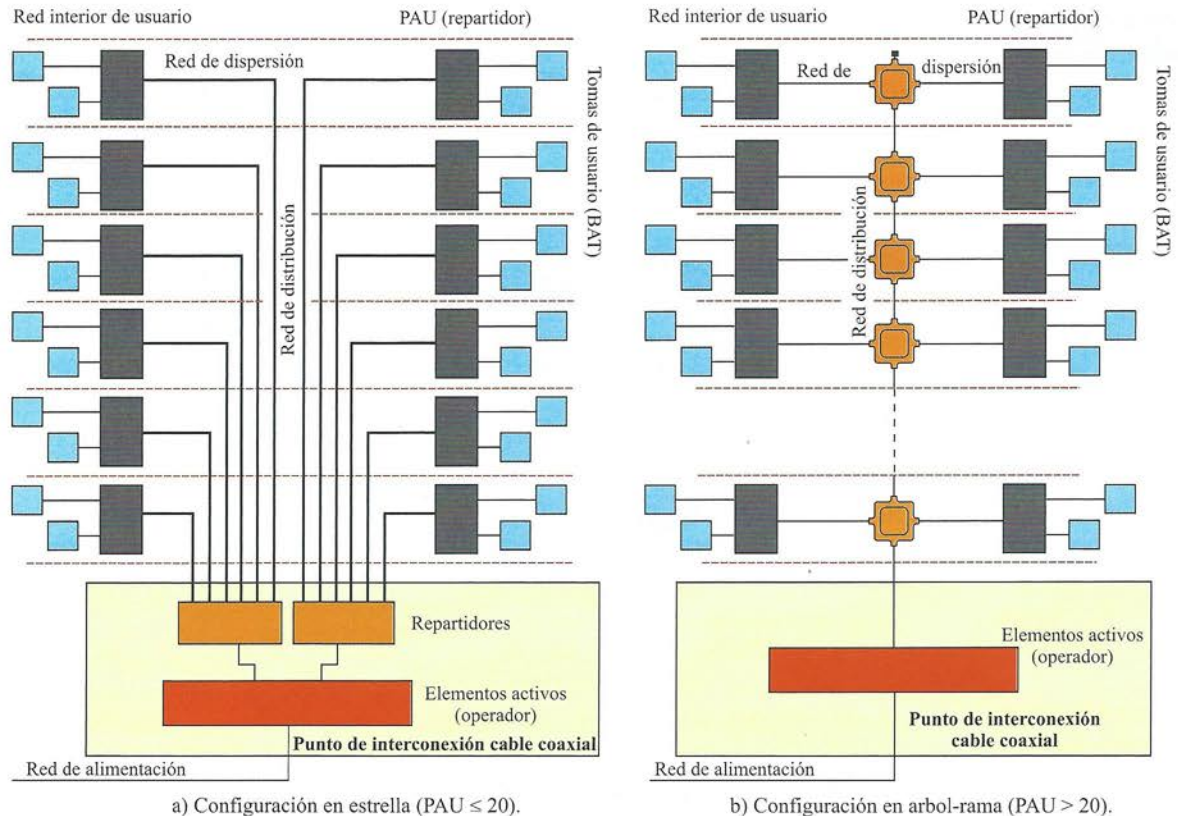 Red interior de usuario
PAU (repartidor)
Red de dispersión
Tomas de usuario (BAT)
Red de distribución
Repartidores
Elementos activos
(operador)
Punto de interconexión cable coaxial
Red de alimentación
a) Configuración en estrella (PAU ≤ 20).
Red interior de usuario
PAU (repartidor)
Red de dispersión
Tomas de usuario (BAT)
Red de distribución
Elementos activos
(operador)
Punto de interconexión
cable coaxial
Red de alimentación
b) Configuración en arbol-rama (PAU > 20).